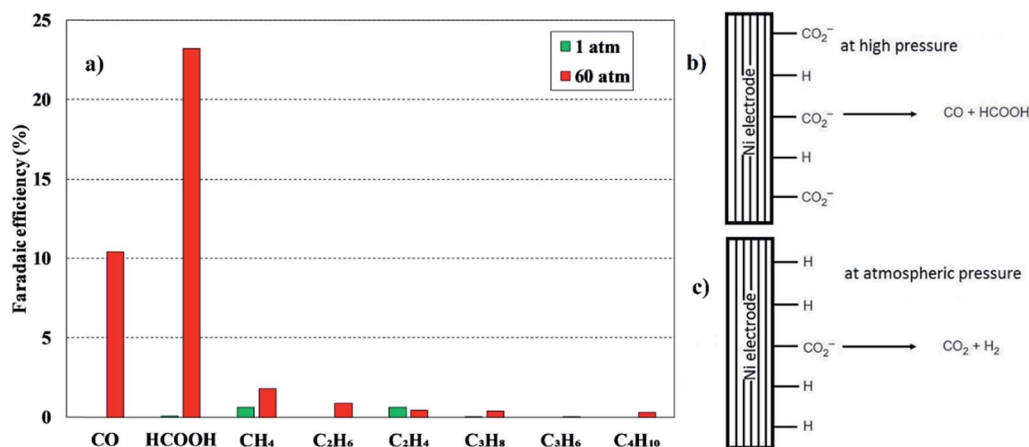 25
20
15
10
5
0
Faradaic efficiency (%)
a)
1 atm
60 atm
CO HCOOH CH₄ C₂H₆ C₂H₄ C₃H₈ C₃H₆ C₄H₁₀
b)
Ni electrode
CO₂⁻
H
CO₂⁻
H
CO₂⁻
at high pressure
CO + HCOOH
c)
Ni electrode
H
H
CO₂⁻
H
H
at atmospheric pressure
CO₂ + H₂